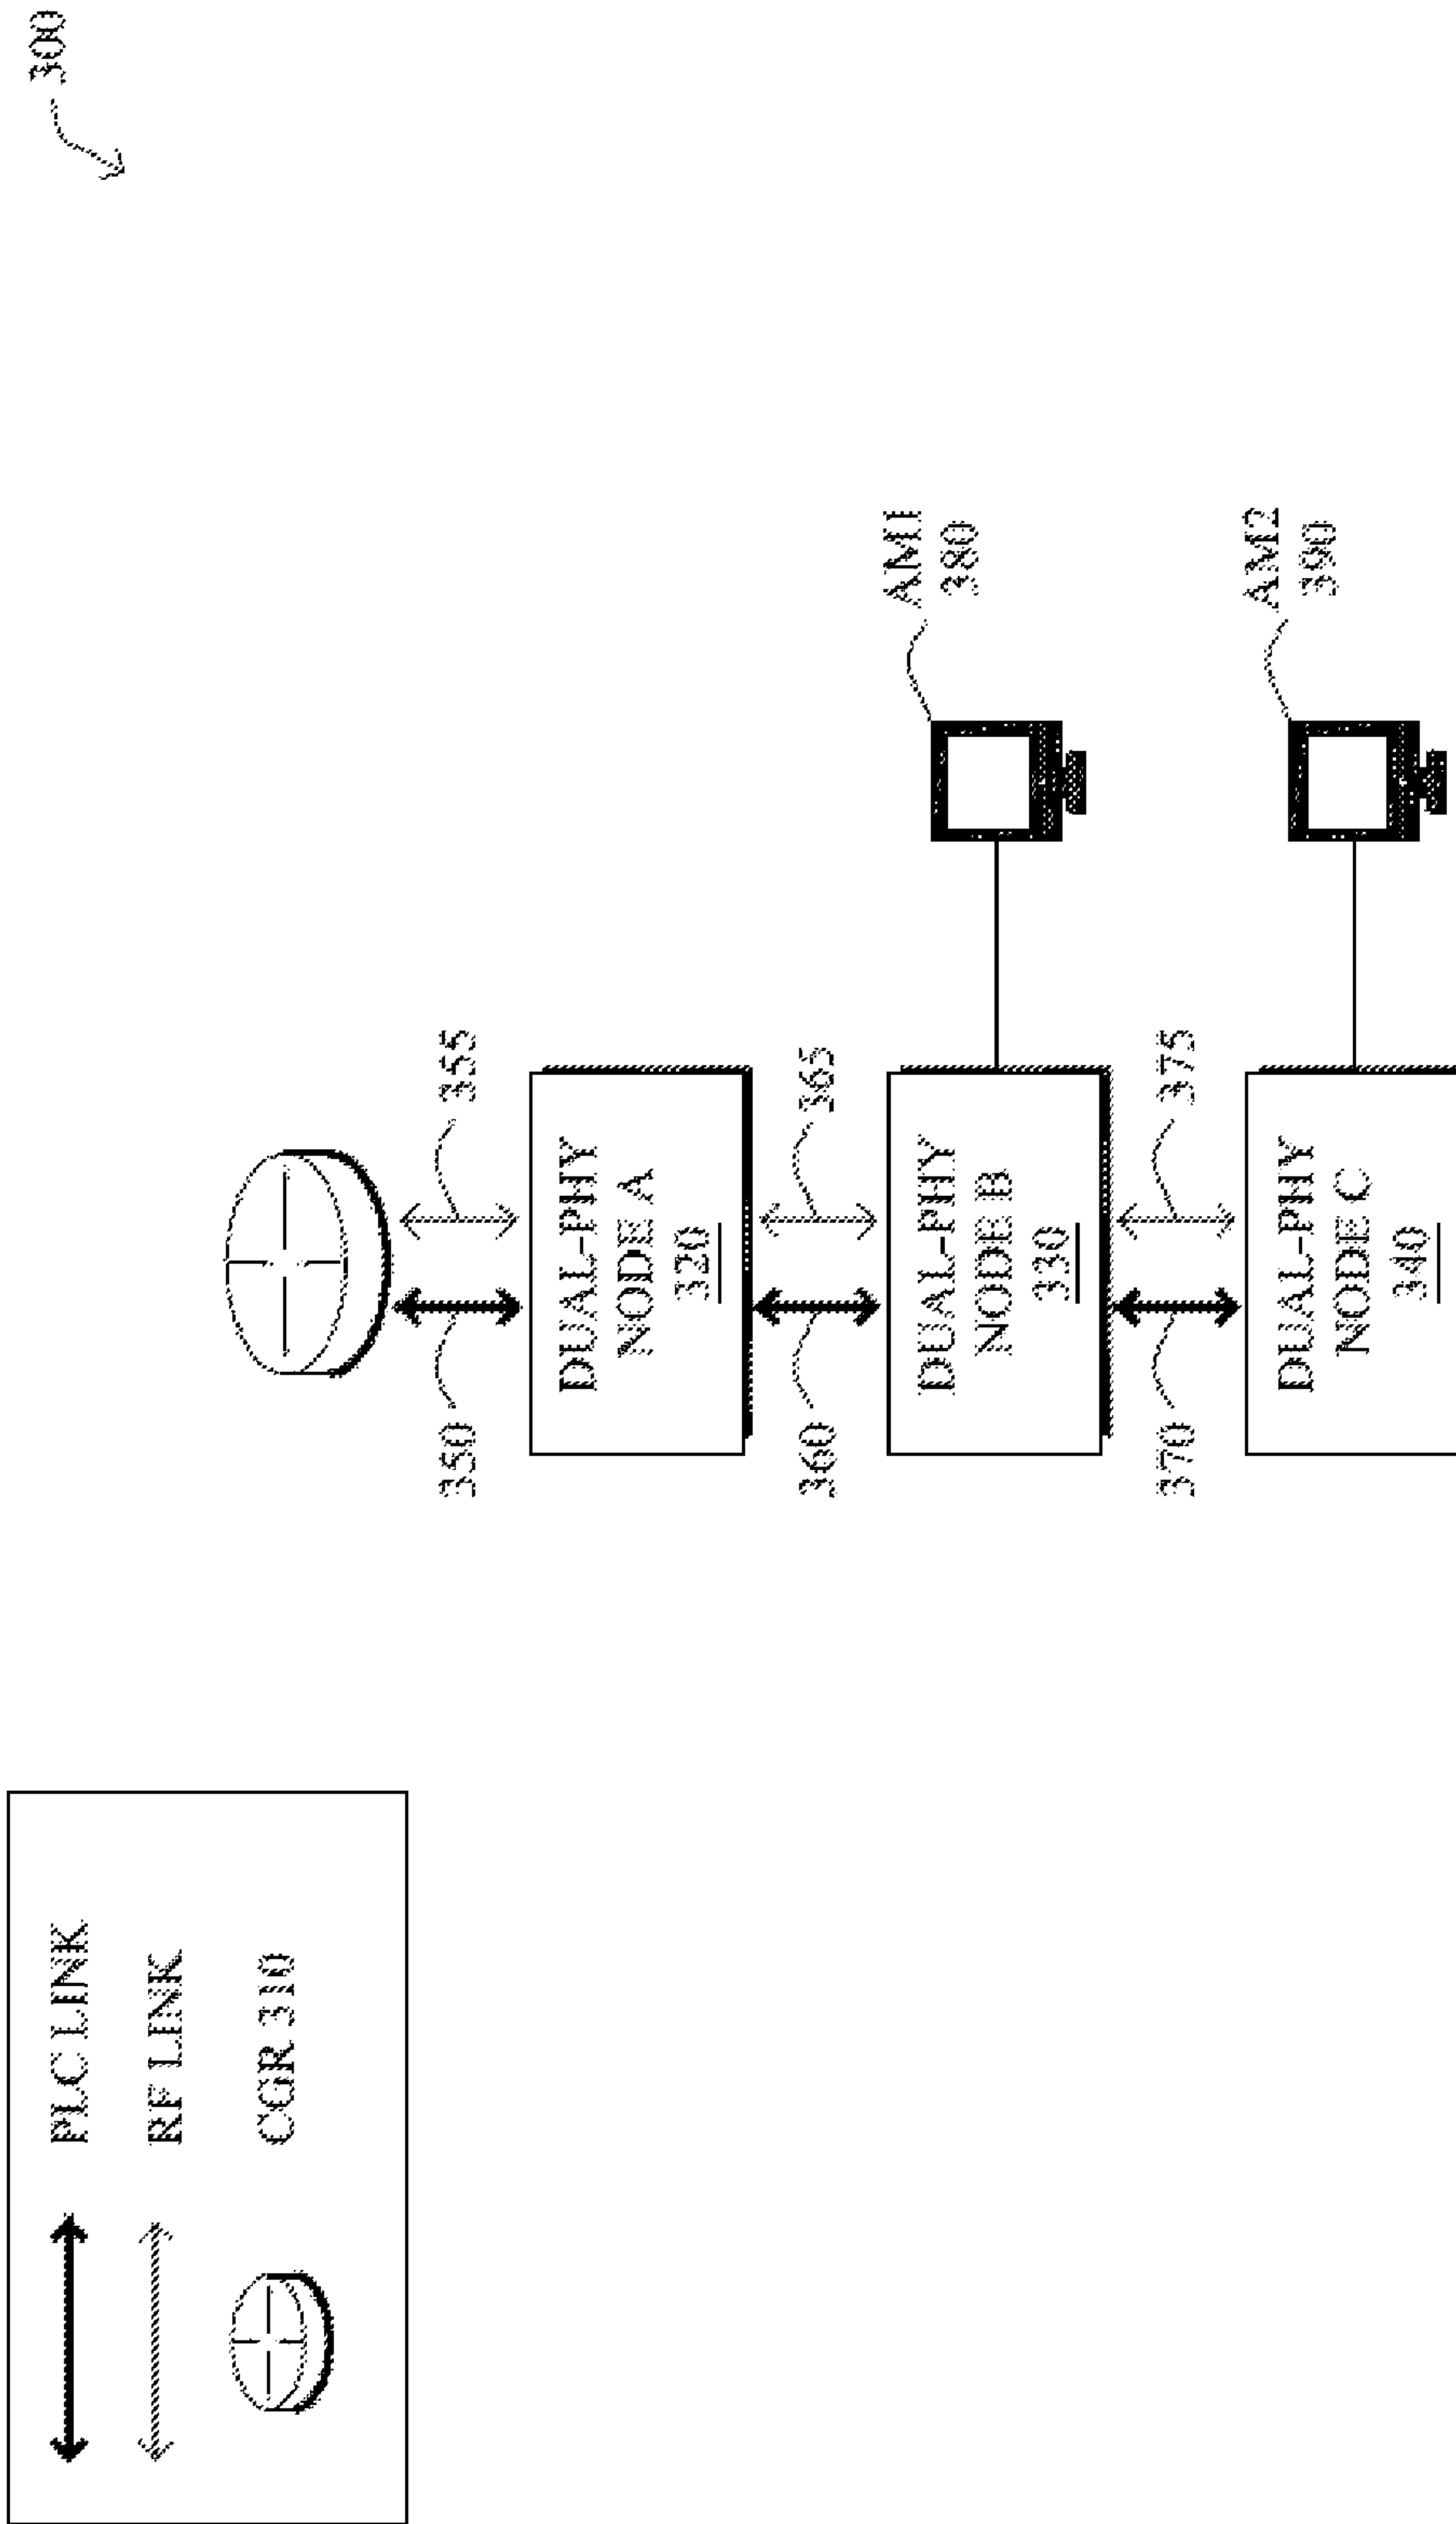 300
PLC LINK
RF LINK
CGR 310
350
355
DUAL-PHY
NODE A
320
360
365
DUAL-PHY
NODE B
330
AM1
380
370
375
DUAL-PHY
NODE C
340
AM2
390